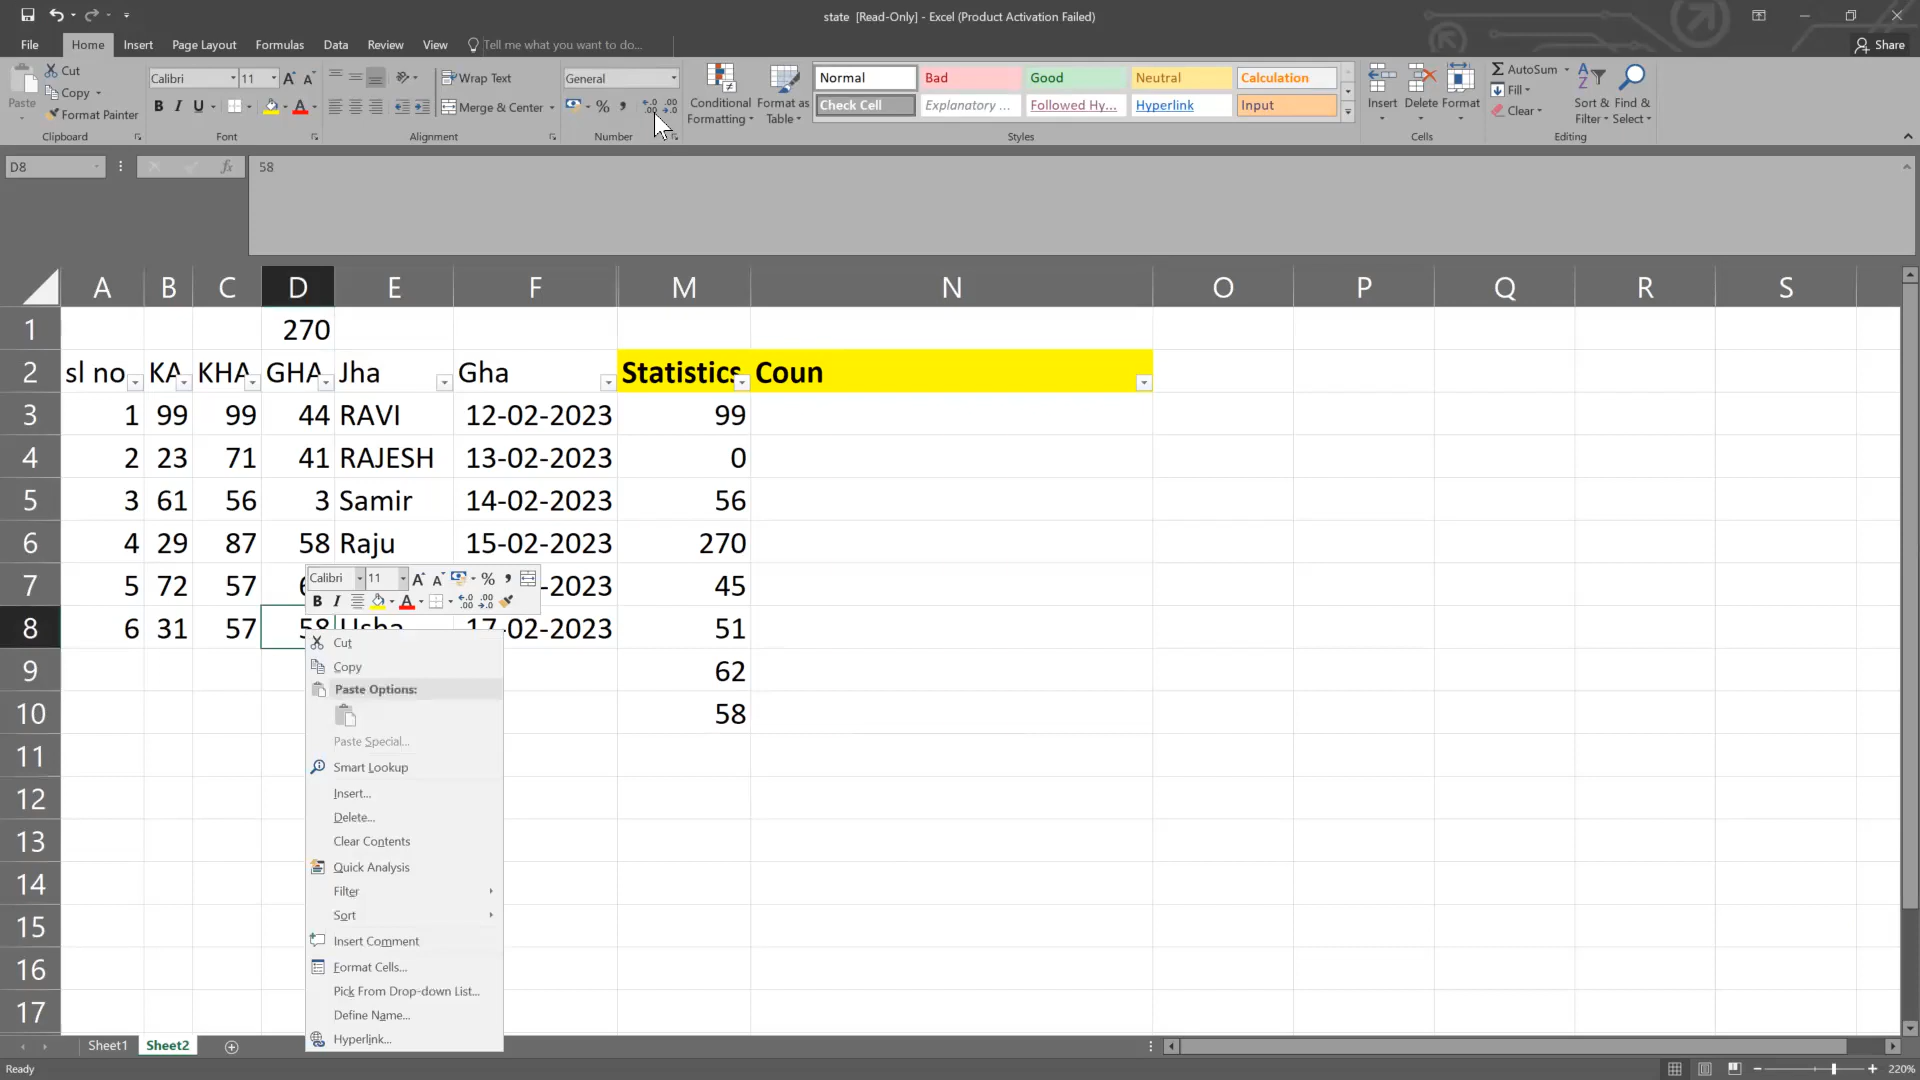 state [Read-Only] - Excel (Product Activation Failed)
File Home Insert Page Layout Formulas Data Review View Tell me what you want to do... Share
Paste Cut Copy Format Painter Clipboard
Calibri 11 A A B I U A Font
Wrap Text Merge & Center Alignment
General % , Number
Conditional Formatting Format as Table
Normal Bad Good Neutral Calculation
Check Cell Explanatory ... Followed Hy... Hyperlink Input
Styles
Insert Delete Format Cells
AutoSum Fill Clear Sort & Filter Find & Select Editing
D8 fx 58
A B C D E F M N O P Q R S
1 270
2 sl no KA KHA GHA Jha Gha Statistics Coun
3 1 99 99 44 RAVI 12-02-2023 99
4 2 23 71 41 RAJESH 13-02-2023 0
5 3 61 56 3 Samir 14-02-2023 56
6 4 29 87 58 Raju 15-02-2023 270
7 5 72 57 -02-2023 45
8 6 31 57 58 Usha 17-02-2023 51
9 62
10 58
11
12
13
14
15
16
17
Calibri 11 A A % ,
B I A
Cut
Copy
Paste Options:
Paste Special...
Smart Lookup
Insert...
Delete...
Clear Contents
Quick Analysis
Filter
Sort
Insert Comment
Format Cells...
Pick From Drop-down List...
Define Name...
Hyperlink...
Sheet1 Sheet2
Ready 220%